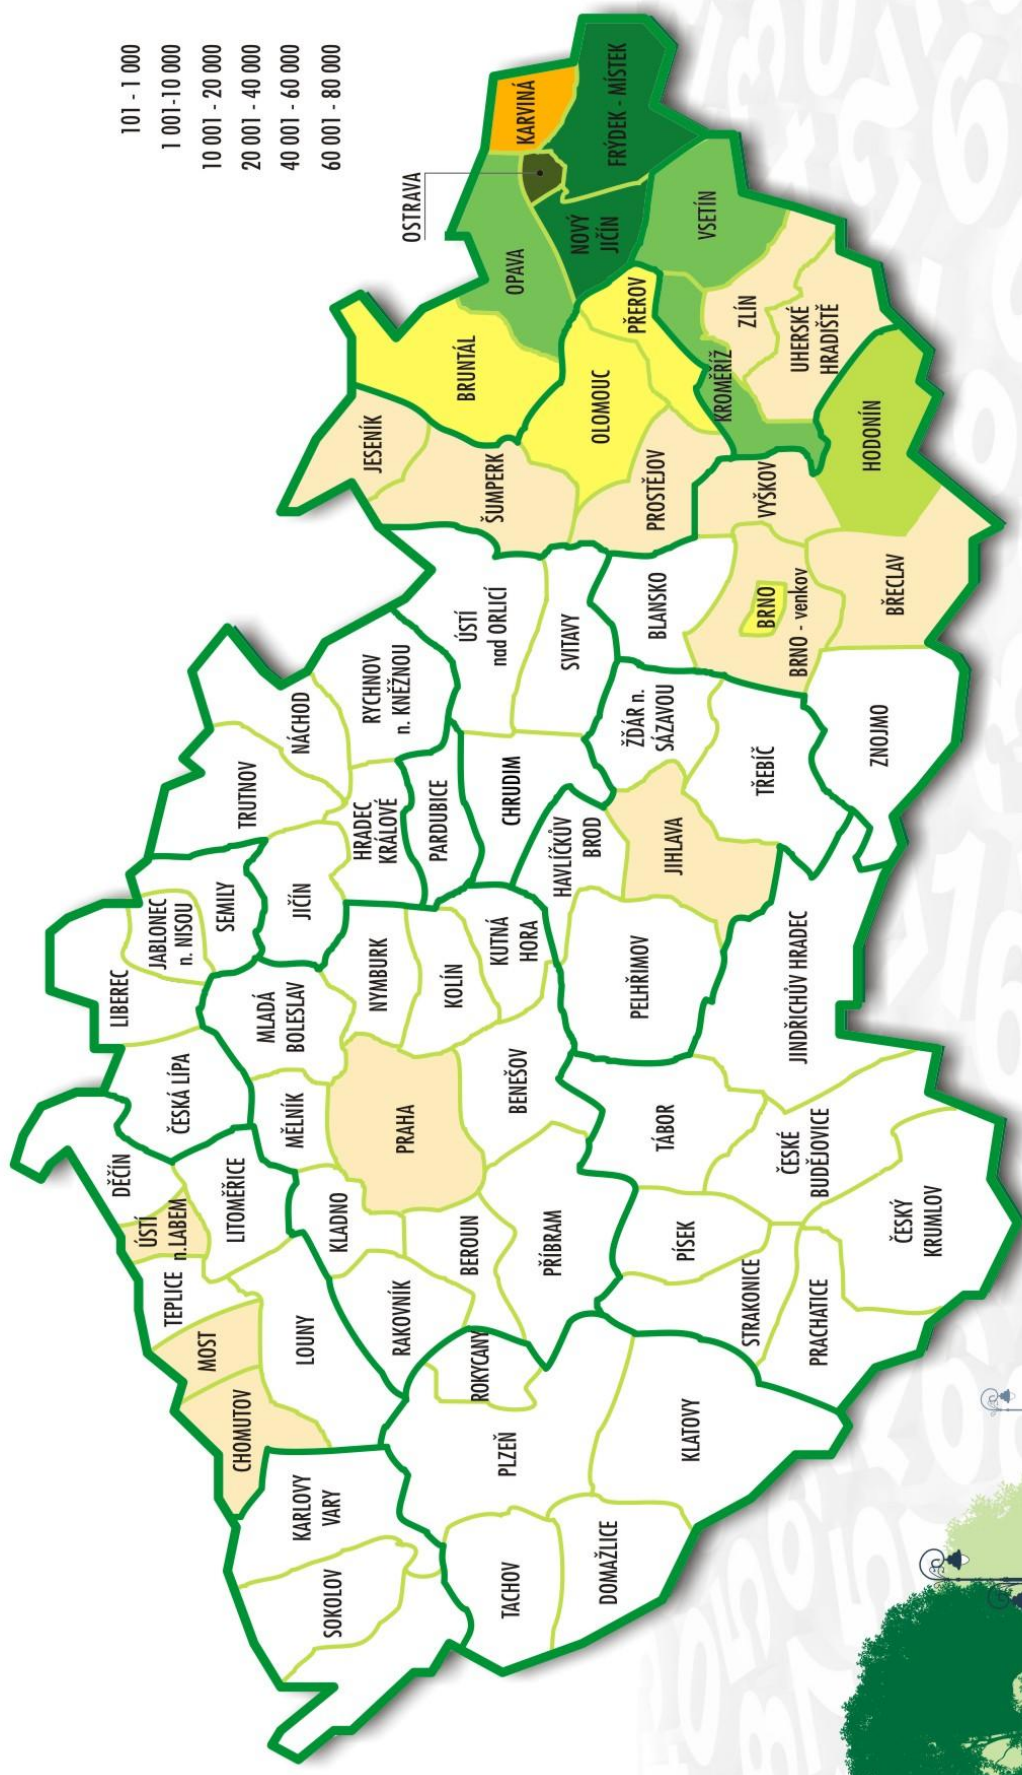 101 - 1 000
1 001-10 000
10 001 - 20 000
20 001 - 40 000
40 001 - 60 000
60 001 - 80 000
DĚČÍN
LIBEREC
JABLONEC
n. NISOU
ČESKÁ LÍPA
SEMILY
ÚSTÍ
n.LABEM
TEPLICE
LITOMĚŘICE
MOST
CHOMUTOV
LOUNY
MĚLNÍK
MLADÁ
BOLESLAV
JIČÍN
TRUTNOV
NÁCHOD
KARLOVY
VARY
SOKOLOV
KLADNO
RAKOVNÍK
PRAHA
NYMBURK
HRADEC
KRÁLOVÉ
RYCHNOV
n. KNĚŽNOU
JESENÍK
KOLÍN
PARDUBICE
ÚSTÍ
nad ORLICÍ
ŠUMPERK
BRUNTÁL
OSTRAVA
OPAVA
KARVINÁ
BEROUN
ROKYCANY
PLZEŇ
TACHOV
BENEŠOV
KUTNÁ
HORA
CHRUDIM
SVITAVY
PŘÍBRAM
HAVLÍČKŮV
BROD
OLOMOUC
NOVÝ
JIČÍN
FRÝDEK - MÍSTEK
PŘEROV
DOMAŽLICE
KLATOVY
PELHŘIMOV
ŽĎÁR n.
SÁZAVOU
BLANSKO
PROSTĚJOV
TÁBOR
PÍSEK
JIHLAVA
VSETÍN
KROMĚŘÍŽ
ZLÍN
STRAKONICE
TŘEBÍČ
BRNO
BRNO - venkov
VYŠKOV
UHERSKÉ
HRADIŠTĚ
PRACHATICE
ČESKÉ
BUDĚJOVICE
JINDŘICHŮV HRADEC
ZNOJMO
BŘECLAV
HODONÍN
ČESKÝ
KRUMLOV